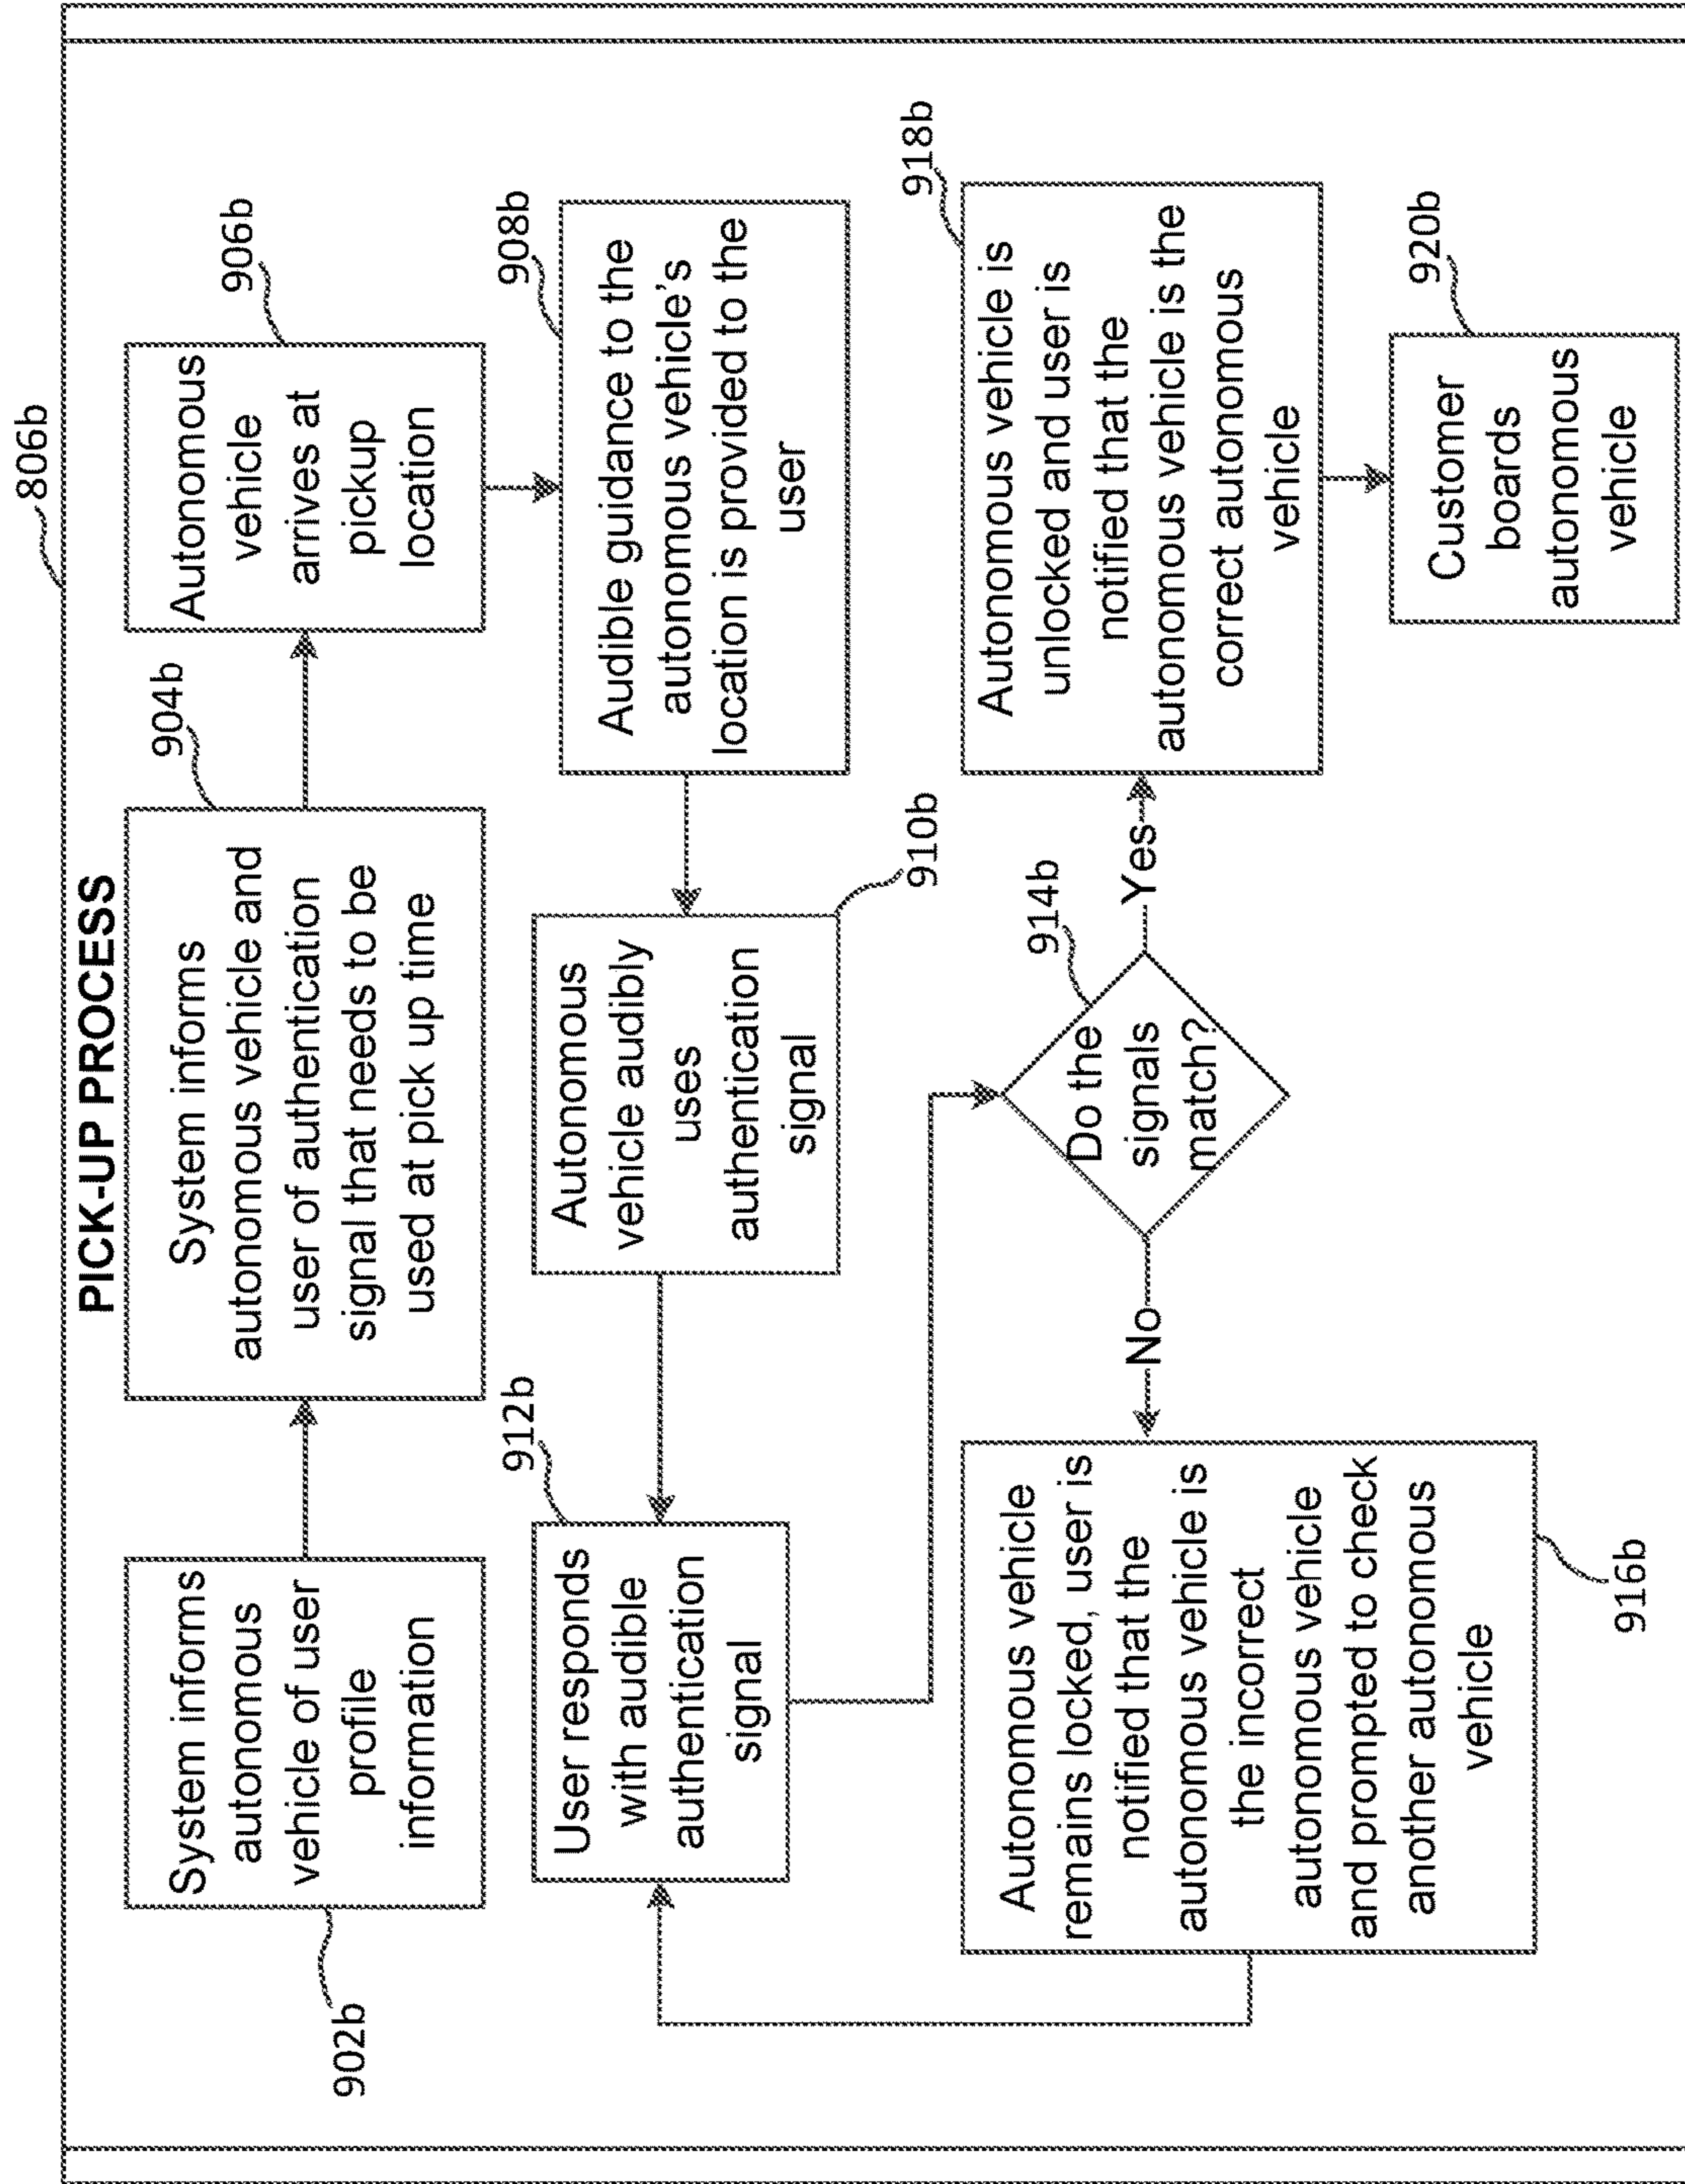 806b
PICK-UP PROCESS
902b
System informs
autonomous
vehicle of user
profile
information
904b
System informs
autonomous vehicle and
user of authentication
signal that needs to be
used at pick up time
906b
Autonomous
vehicle
arrives at
pickup
location
908b
Audible guidance to the
autonomous vehicle's
location is provided to the
user
910b
Autonomous
vehicle audibly
uses
authentication
signal
912b
User responds
with audible
authentication
signal
914b
Do the
signals
match?
No
Yes
916b
Autonomous vehicle
remains locked, user is
notified that the
autonomous vehicle is
the incorrect
autonomous vehicle
and prompted to check
another autonomous
vehicle
918b
Autonomous vehicle is
unlocked and user is
notified that the
autonomous vehicle is the
correct autonomous
vehicle
920b
Customer
boards
autonomous
vehicle